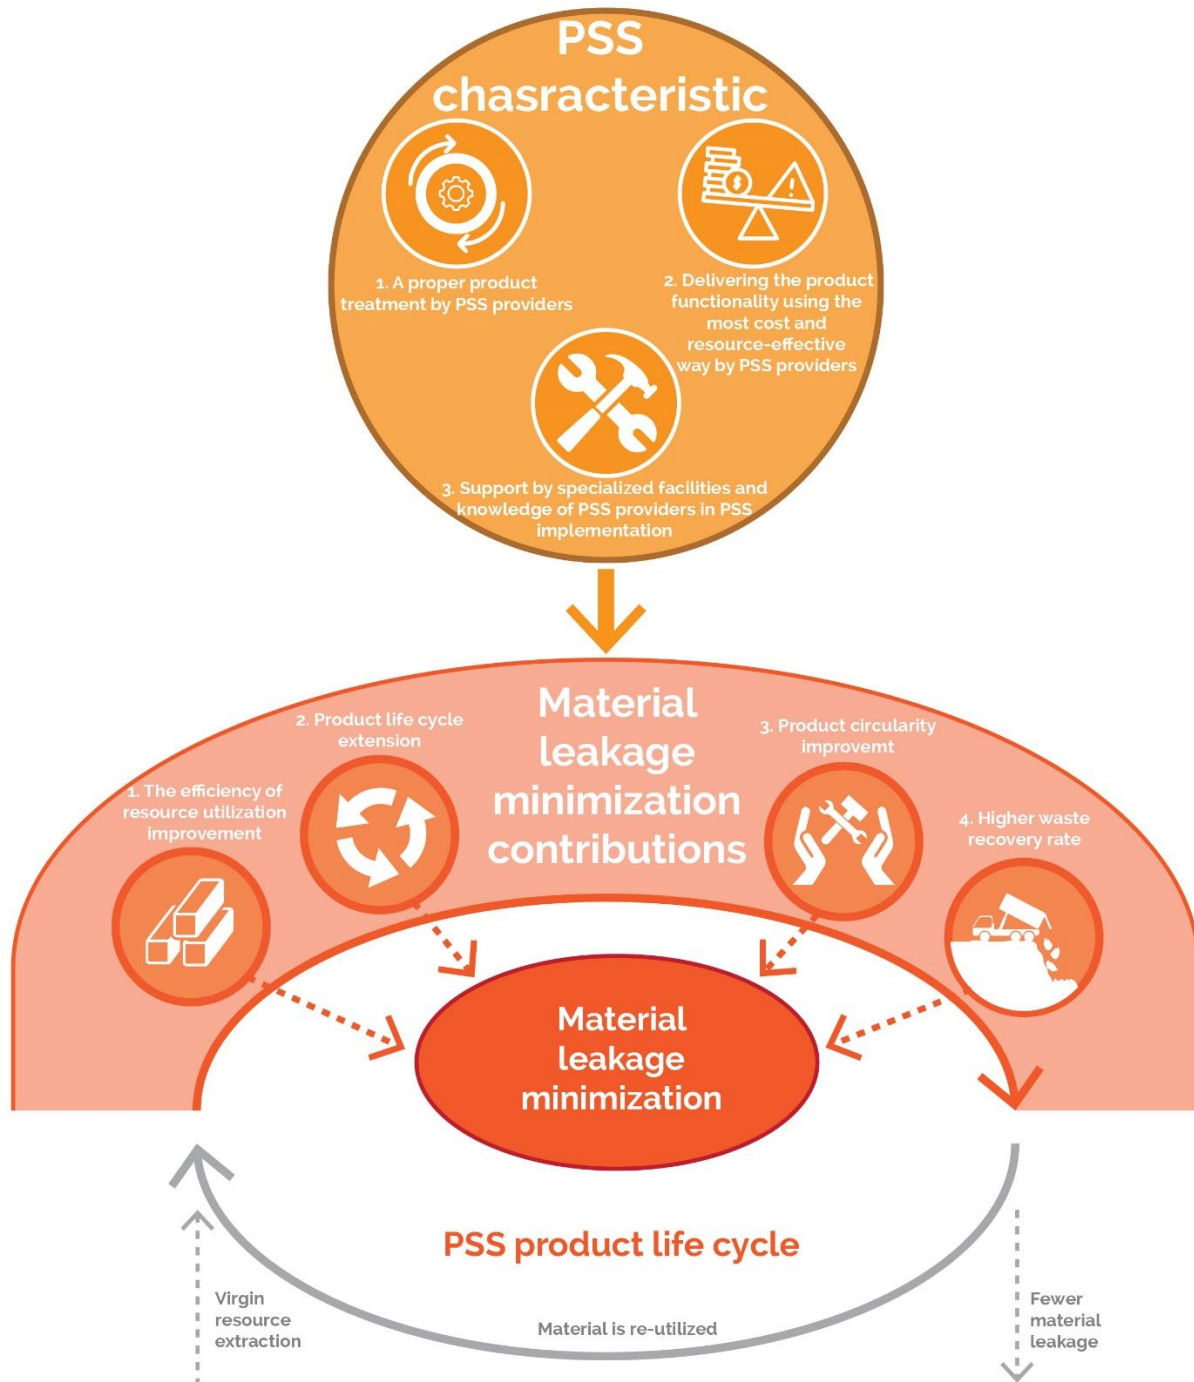 PSS
chasracteristic
1. A proper product
treatment by PSS providers
2. Delivering the product
functionality using the
most cost and
resource-effective
way by PSS providers
3. Support by specialized facilities and
knowledge of PSS providers in PSS
implementation
Material
leakage
minimization
contributions
1. The efficiency of
resource utilization
improvement
2. Product life cycle
extension
3. Product circularity
improvemt
4. Higher waste
recovery rate
Material
leakage
minimization
PSS product life cycle
Virgin
resource
extraction
Material is re-utilized
Fewer
material
leakage